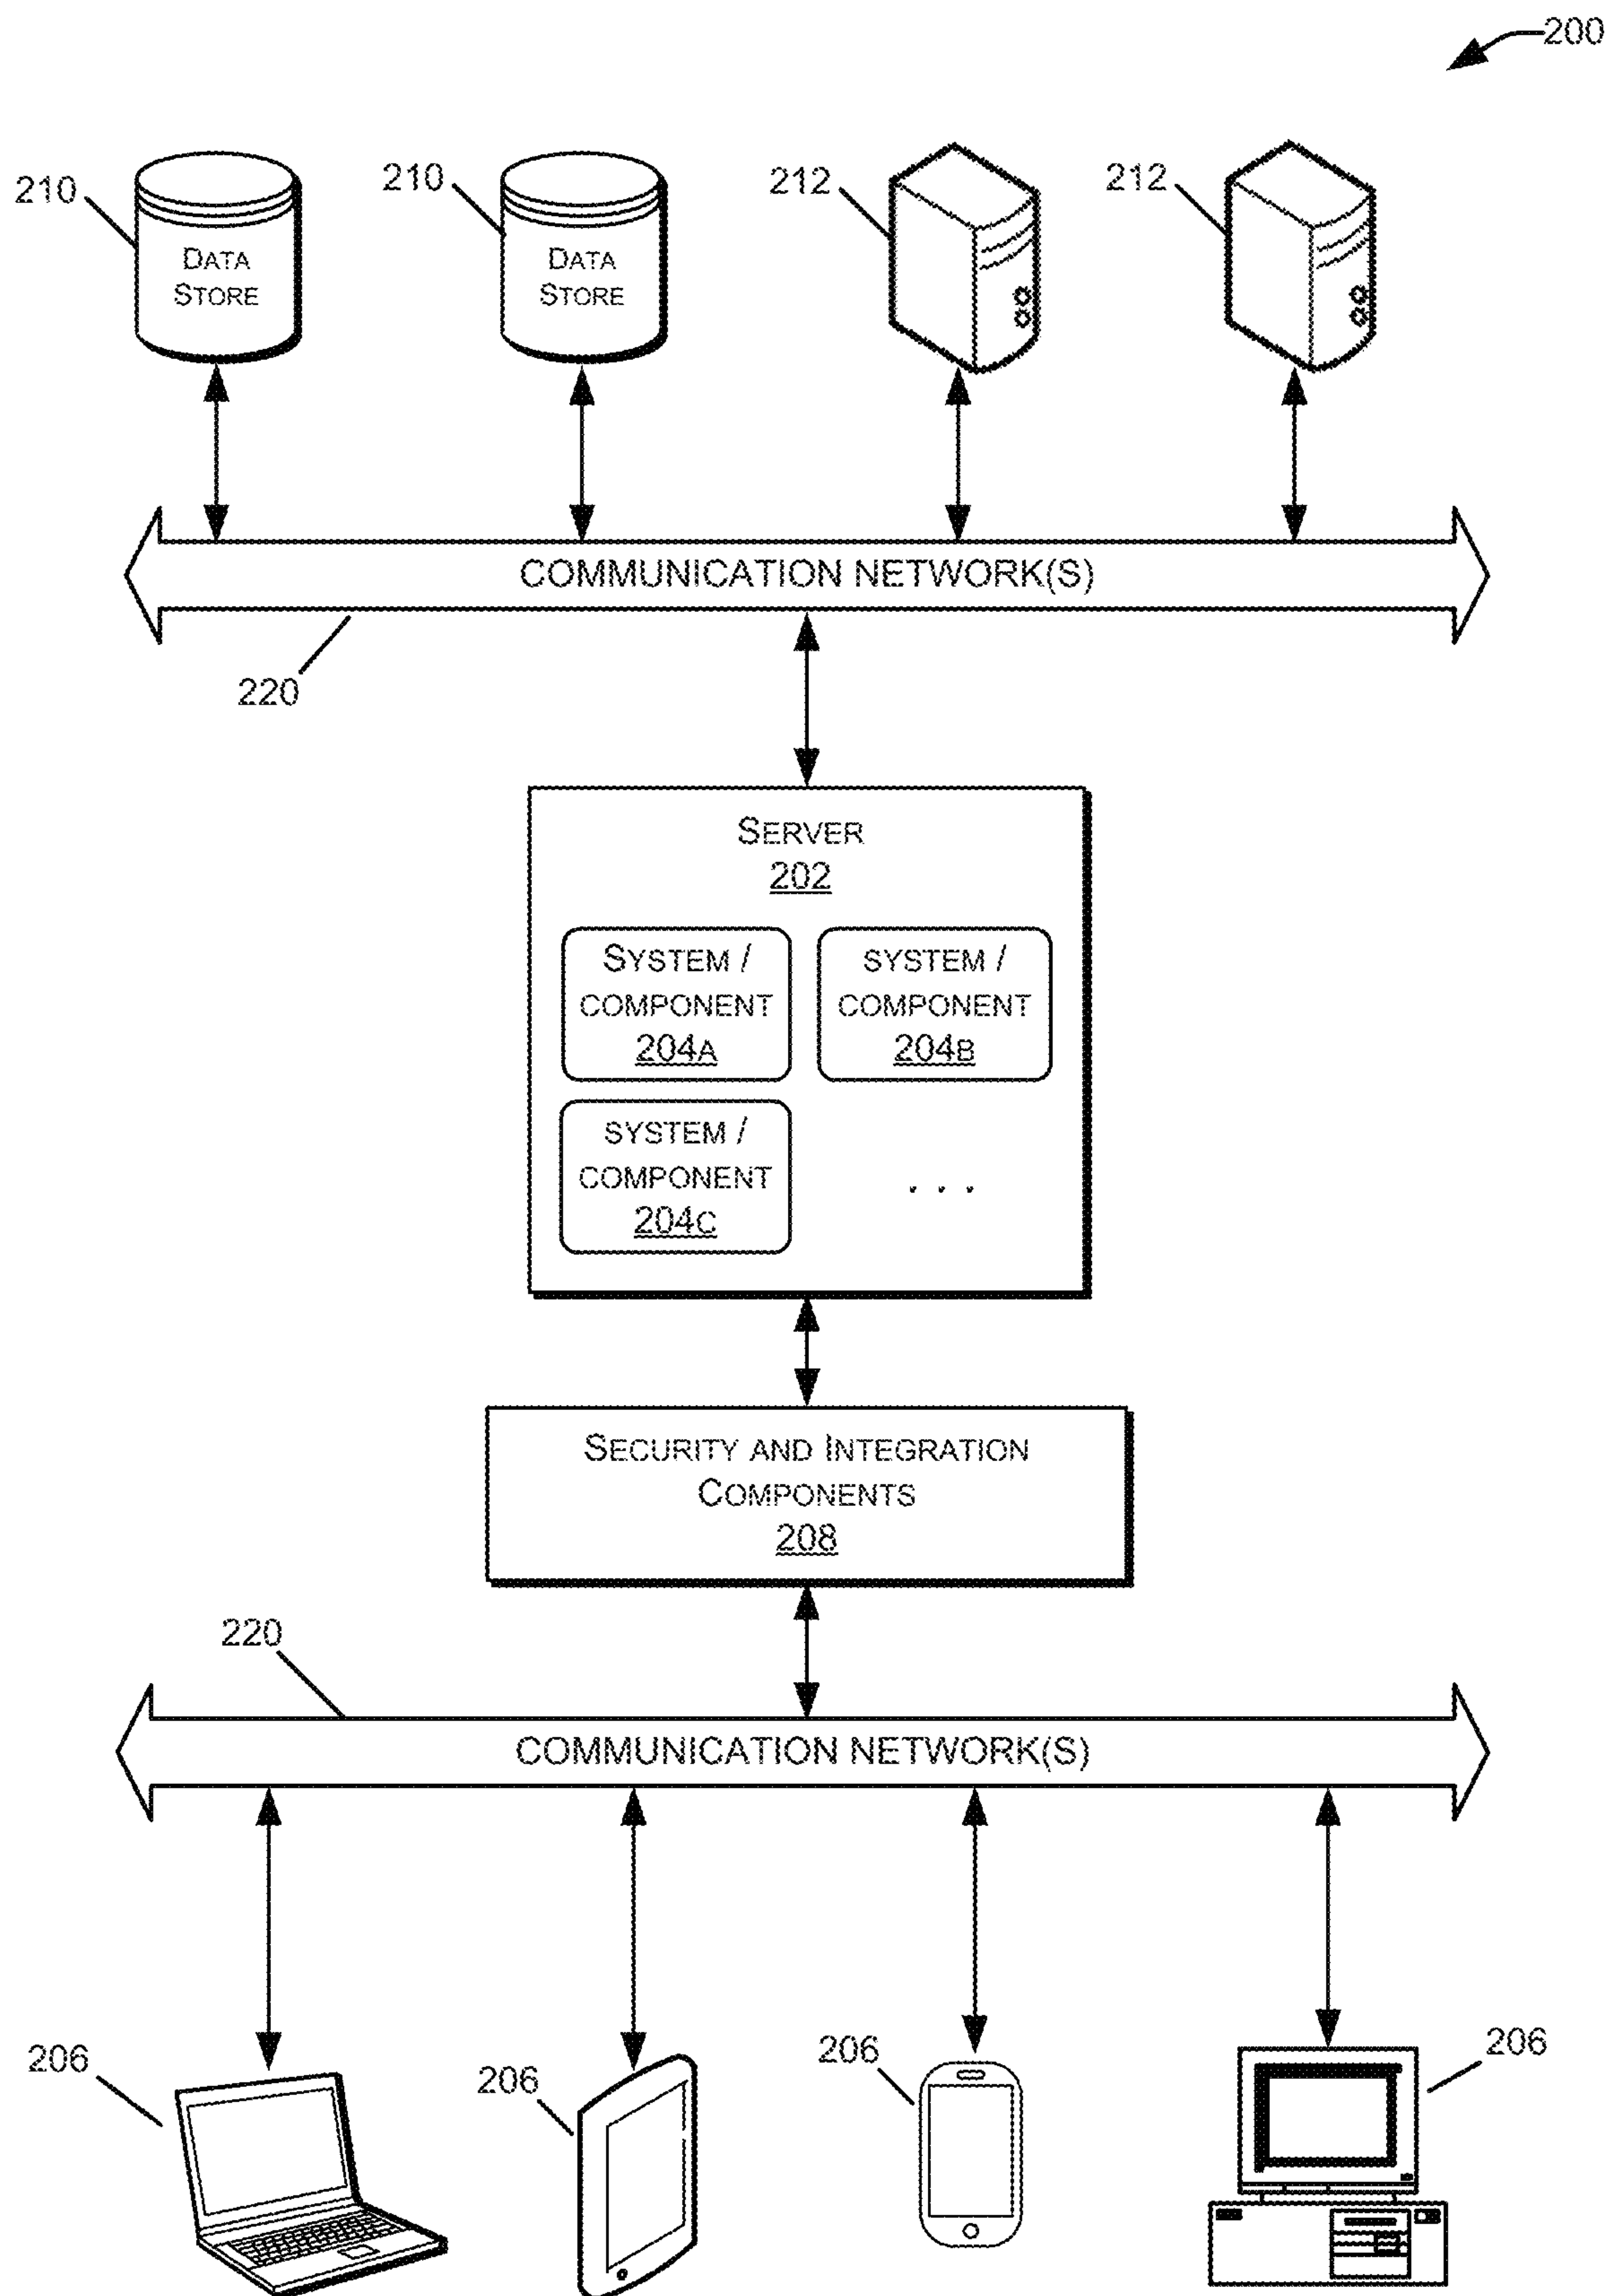 200
210
210
212
212
DATA
STORE
DATA
STORE
COMMUNICATION NETWORK(S)
220
SERVER
202
SYSTEM /
COMPONENT
204A
SYSTEM /
COMPONENT
204B
SYSTEM /
COMPONENT
204C
. . .
SECURITY AND INTEGRATION
COMPONENTS
208
220
COMMUNICATION NETWORK(S)
206
206
206
206